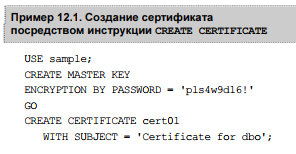 Пример 12.1. Создание сертификата
посредством инструкции CREATE CERTIFICATE
USE sample;
CREATE MASTER KEY
ENCRYPTION BY PASSWORD = 'pls4w9d16!'
GO
CREATE CERTIFICATE cert01
WITH SUBJECT = 'Certificate for dbo';